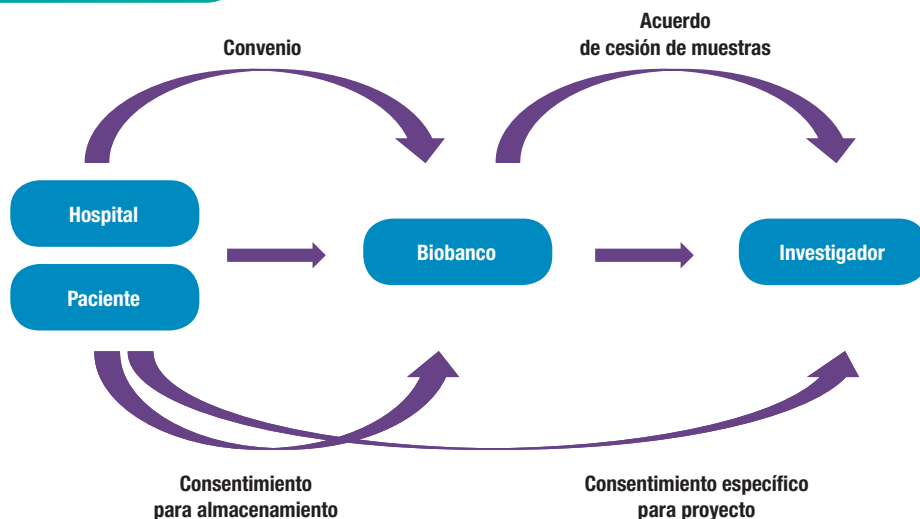 Convenio
Acuerdo
de cesión de muestras
Hospital
Paciente
Biobanco
Investigador
Consentimiento
para almacenamiento
Consentimiento específico
para proyecto